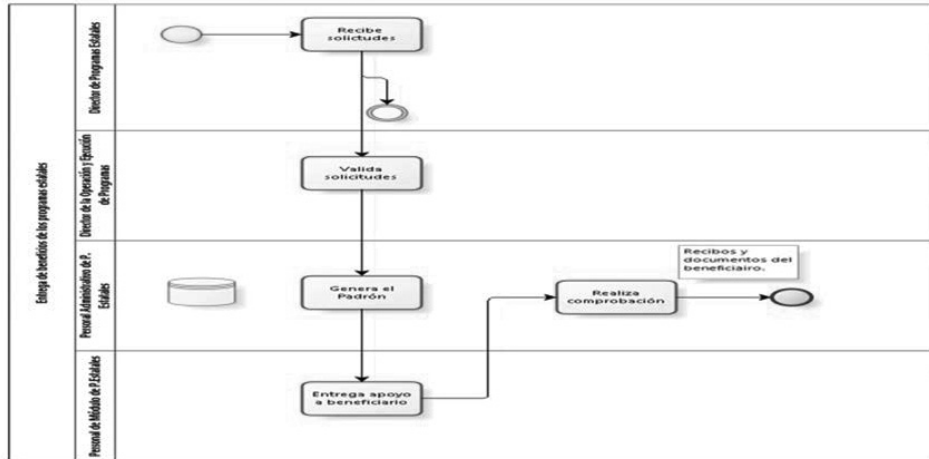 Entrega de beneficios de los programas estatales
Director de Programas Estatales
Recibe
solictudes
Director de la Operación y Ejecución
de Programas
Valida
solicitudes
Personal Administrativo de P.
Estatales
Genera el
Padrón
Realiza
comprobación
Recibos y
documentos del
beneficiairo.
Personal de Módulo de P.Estatales
Entrega apoyo
a beneficiario